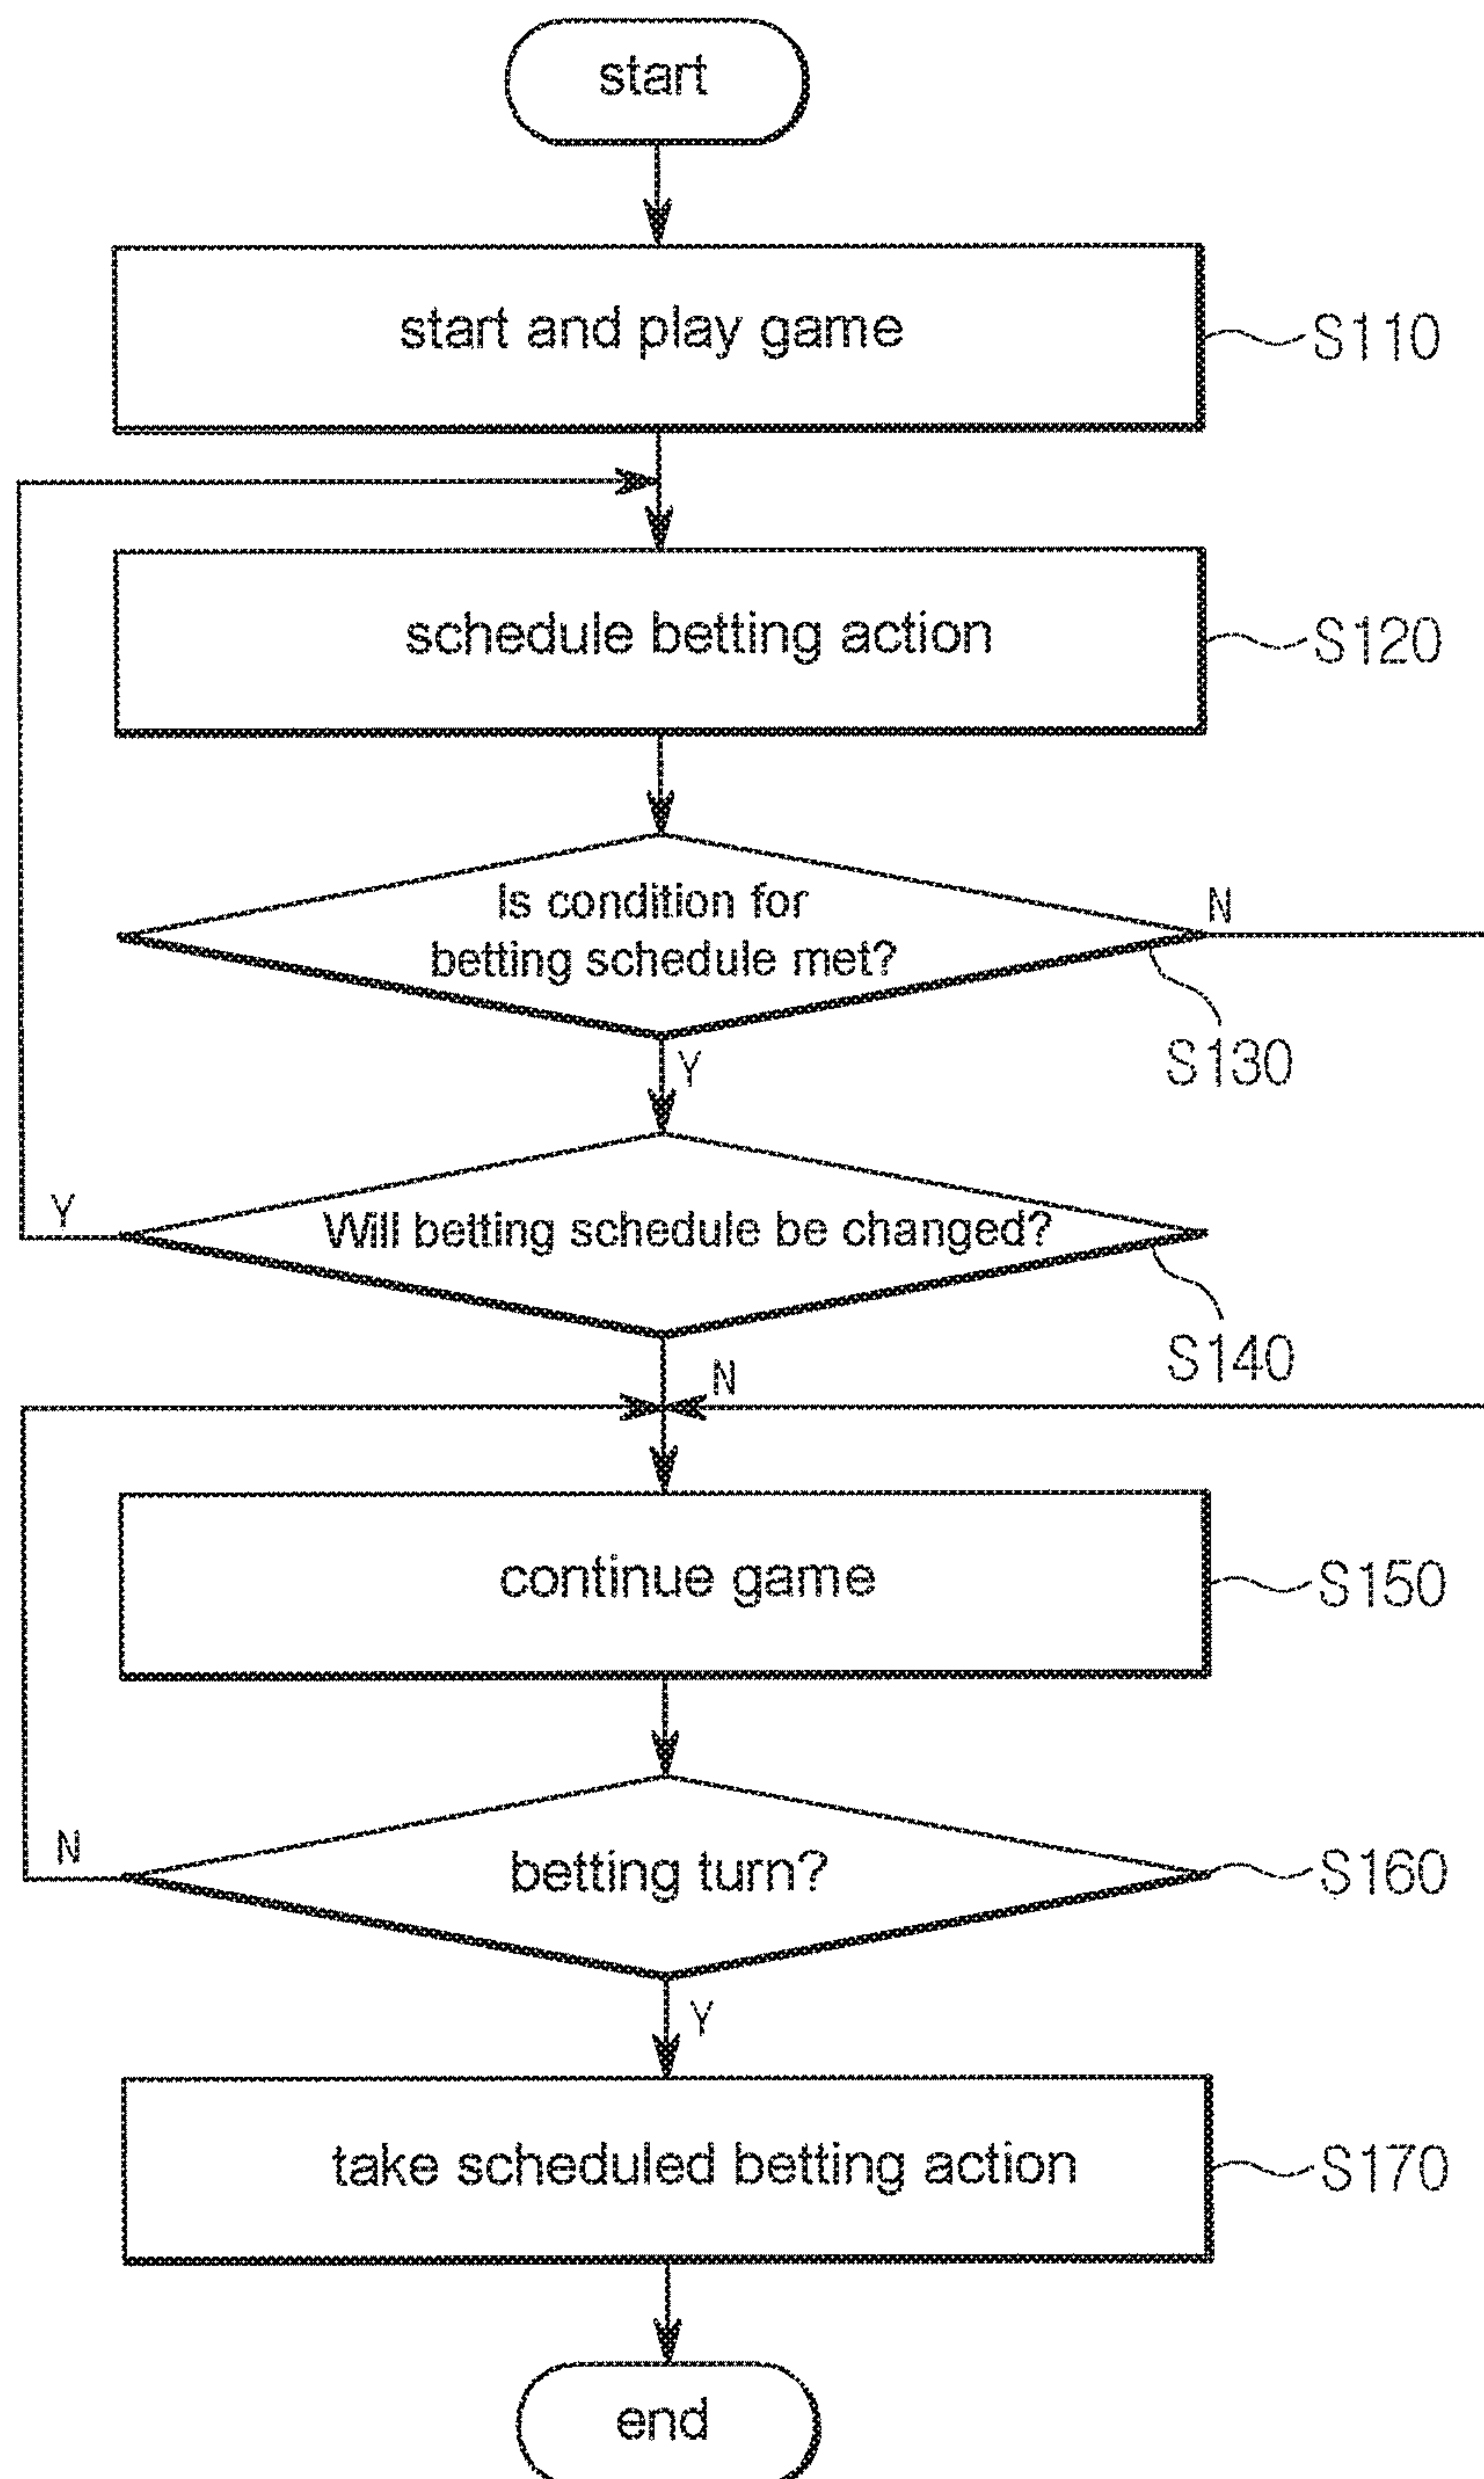 start
start and play game
S110
schedule betting action
S120
Is condition for
betting schedule met?
N
S130
Y
Will betting schedule be changed?
Y
S140
N
continue game
S150
betting turn?
N
S160
Y
take scheduled betting action
S170
end